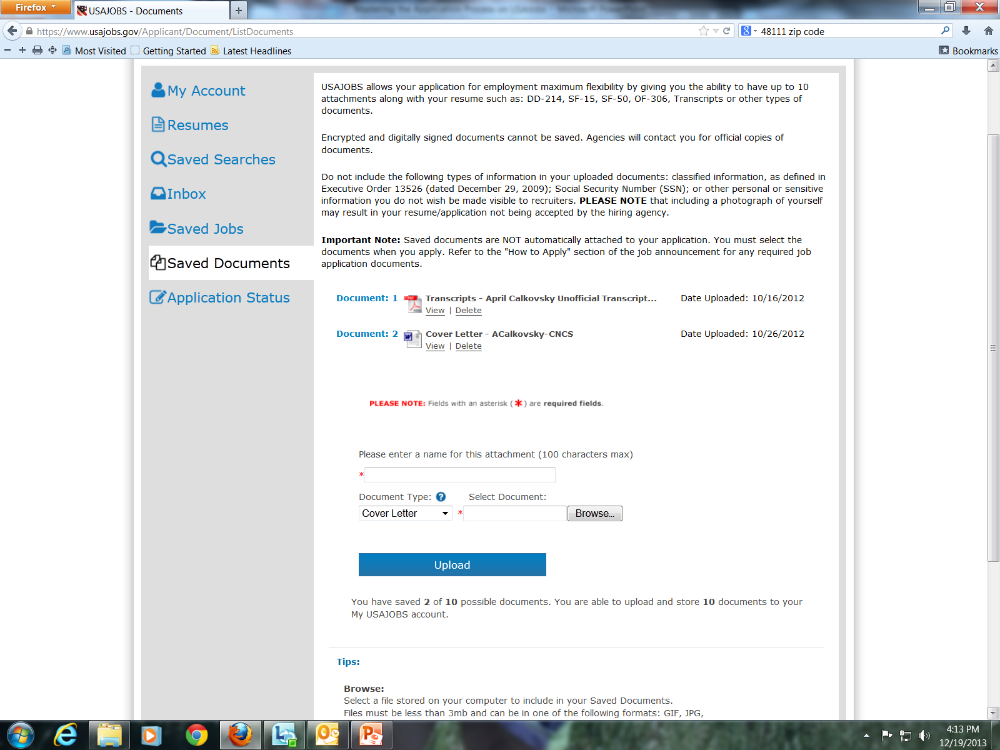 Firefox
USAJOBS - Documents
https://www.usajobs.gov/Applicant/Document/ListDocuments
48111 zip code
Most Visited
Getting Started
Latest Headlines
Bookmarks
My Account
Resumes
Saved Searches
Inbox
Saved Jobs
Saved Documents
Application Status
USAJOBS allows your application for employment maximum flexibility by giving you the ability to have up to 10
attachments along with your resume such as: DD-214, SF-15, SF-50, OF-306, Transcripts or other types of
documents.
Encrypted and digitally signed documents cannot be saved. Agencies will contact you for official copies of
documents.
Do not include the following types of information in your uploaded documents: classified information, as defined in
Executive Order 13526 (dated December 29, 2009); Social Security Number (SSN); or other personal or sensitive
information you do not wish be made visible to recruiters. PLEASE NOTE that including a photograph of yourself
may result in your resume/application not being accepted by the hiring agency.
Important Note: Saved documents are NOT automatically attached to your application. You must select the
documents when you apply. Refer to the "How to Apply" section of the job announcement for any required job
application documents.
Document: 1 Transcripts - April Calkovsky Unofficial Transcript... Date Uploaded: 10/16/2012
View | Delete
Document: 2 Cover Letter - ACalkovsky-CNCS Date Uploaded: 10/26/2012
View | Delete
PLEASE NOTE: Fields with an asterisk (*) are required fields.
Please enter a name for this attachment (100 characters max)
*
Document Type: ? Select Document:
Cover Letter * Browse...
Upload
You have saved 2 of 10 possible documents. You are able to upload and store 10 documents to your
My USAJOBS account.
Tips:
Browse:
Select a file stored on your computer to include in your Saved Documents.
Files must be less than 3mb and can be in one of the following formats: GIF, JPG,
4:13 PM
12/19/2013